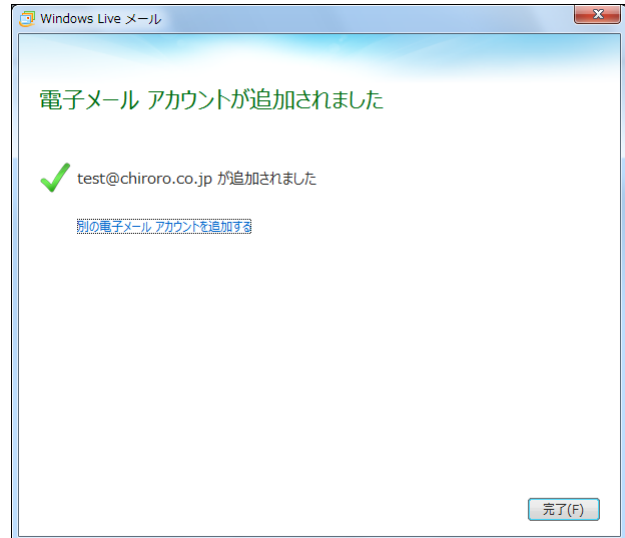 Windows Live メール
電子メール アカウントが追加されました
test@chiroro.co.jp が追加されました
別の電子メール アカウントを追加する
完了(F)